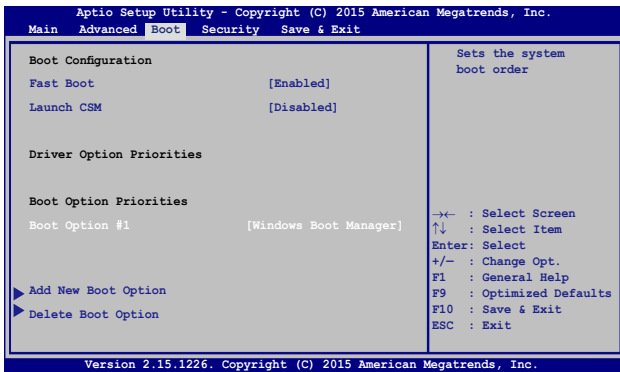 Aptio Setup Utility - Copyright (C) 2015 American Megatrends, Inc.
Main Advanced Boot Security Save & Exit
Boot Configuration
Fast Boot [Enabled]
Launch CSM [Disabled]
Driver Option Priorities
Boot Option Priorities
Boot Option #1 [Windows Boot Manager]
Add New Boot Option
Delete Boot Option
Sets the system
boot order
→← : Select Screen
↑↓ : Select Item
Enter: Select
+/— : Change Opt.
F1 : General Help
F9 : Optimized Defaults
F10 : Save & Exit
ESC : Exit
Version 2.15.1226. Copyright (C) 2015 American Megatrends, Inc.